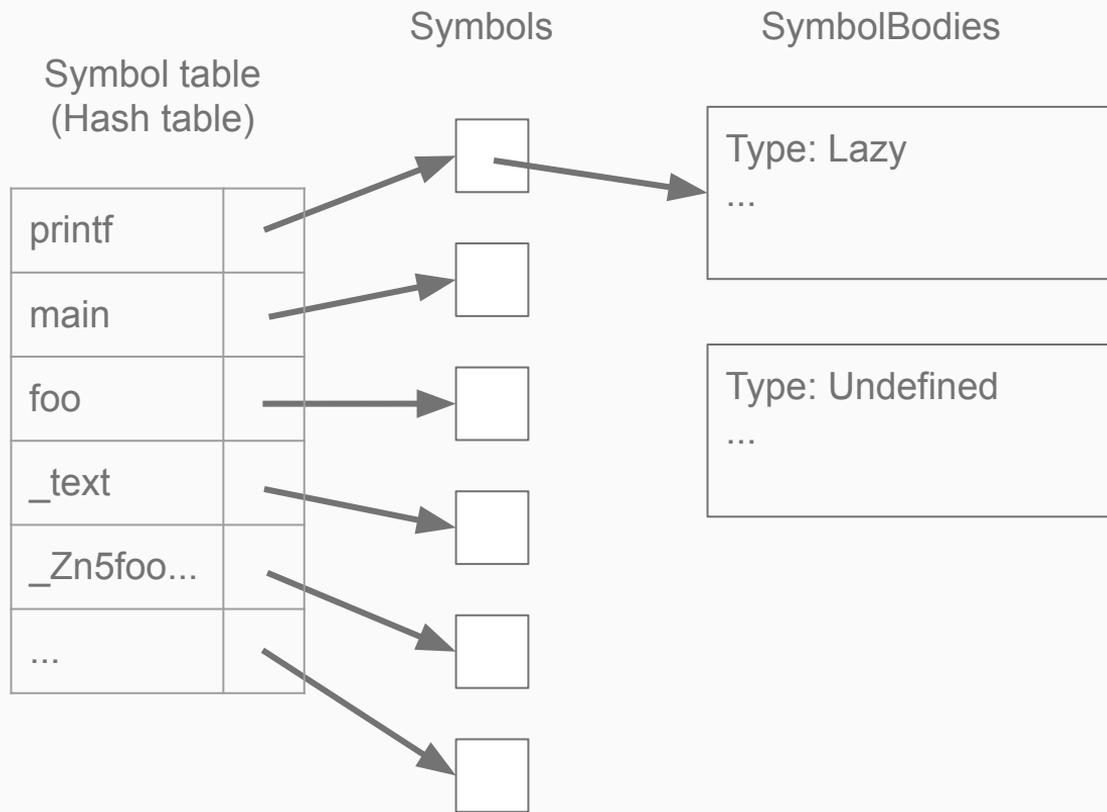 Symbols
SymbolBodies
Symbol table
(Hash table)
printf
main
foo
_text
_Zn5foo...
...
Type: Lazy
...
Type: Undefined
...